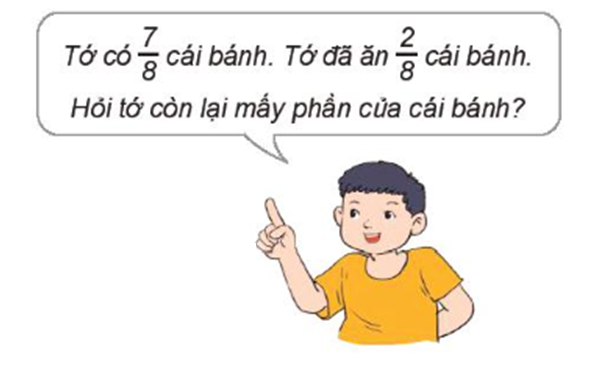 Tớ có 7/8 cái bánh. Tớ đã ăn 2/8 cái bánh.
Hỏi tớ còn lại mấy phần của cái bánh?